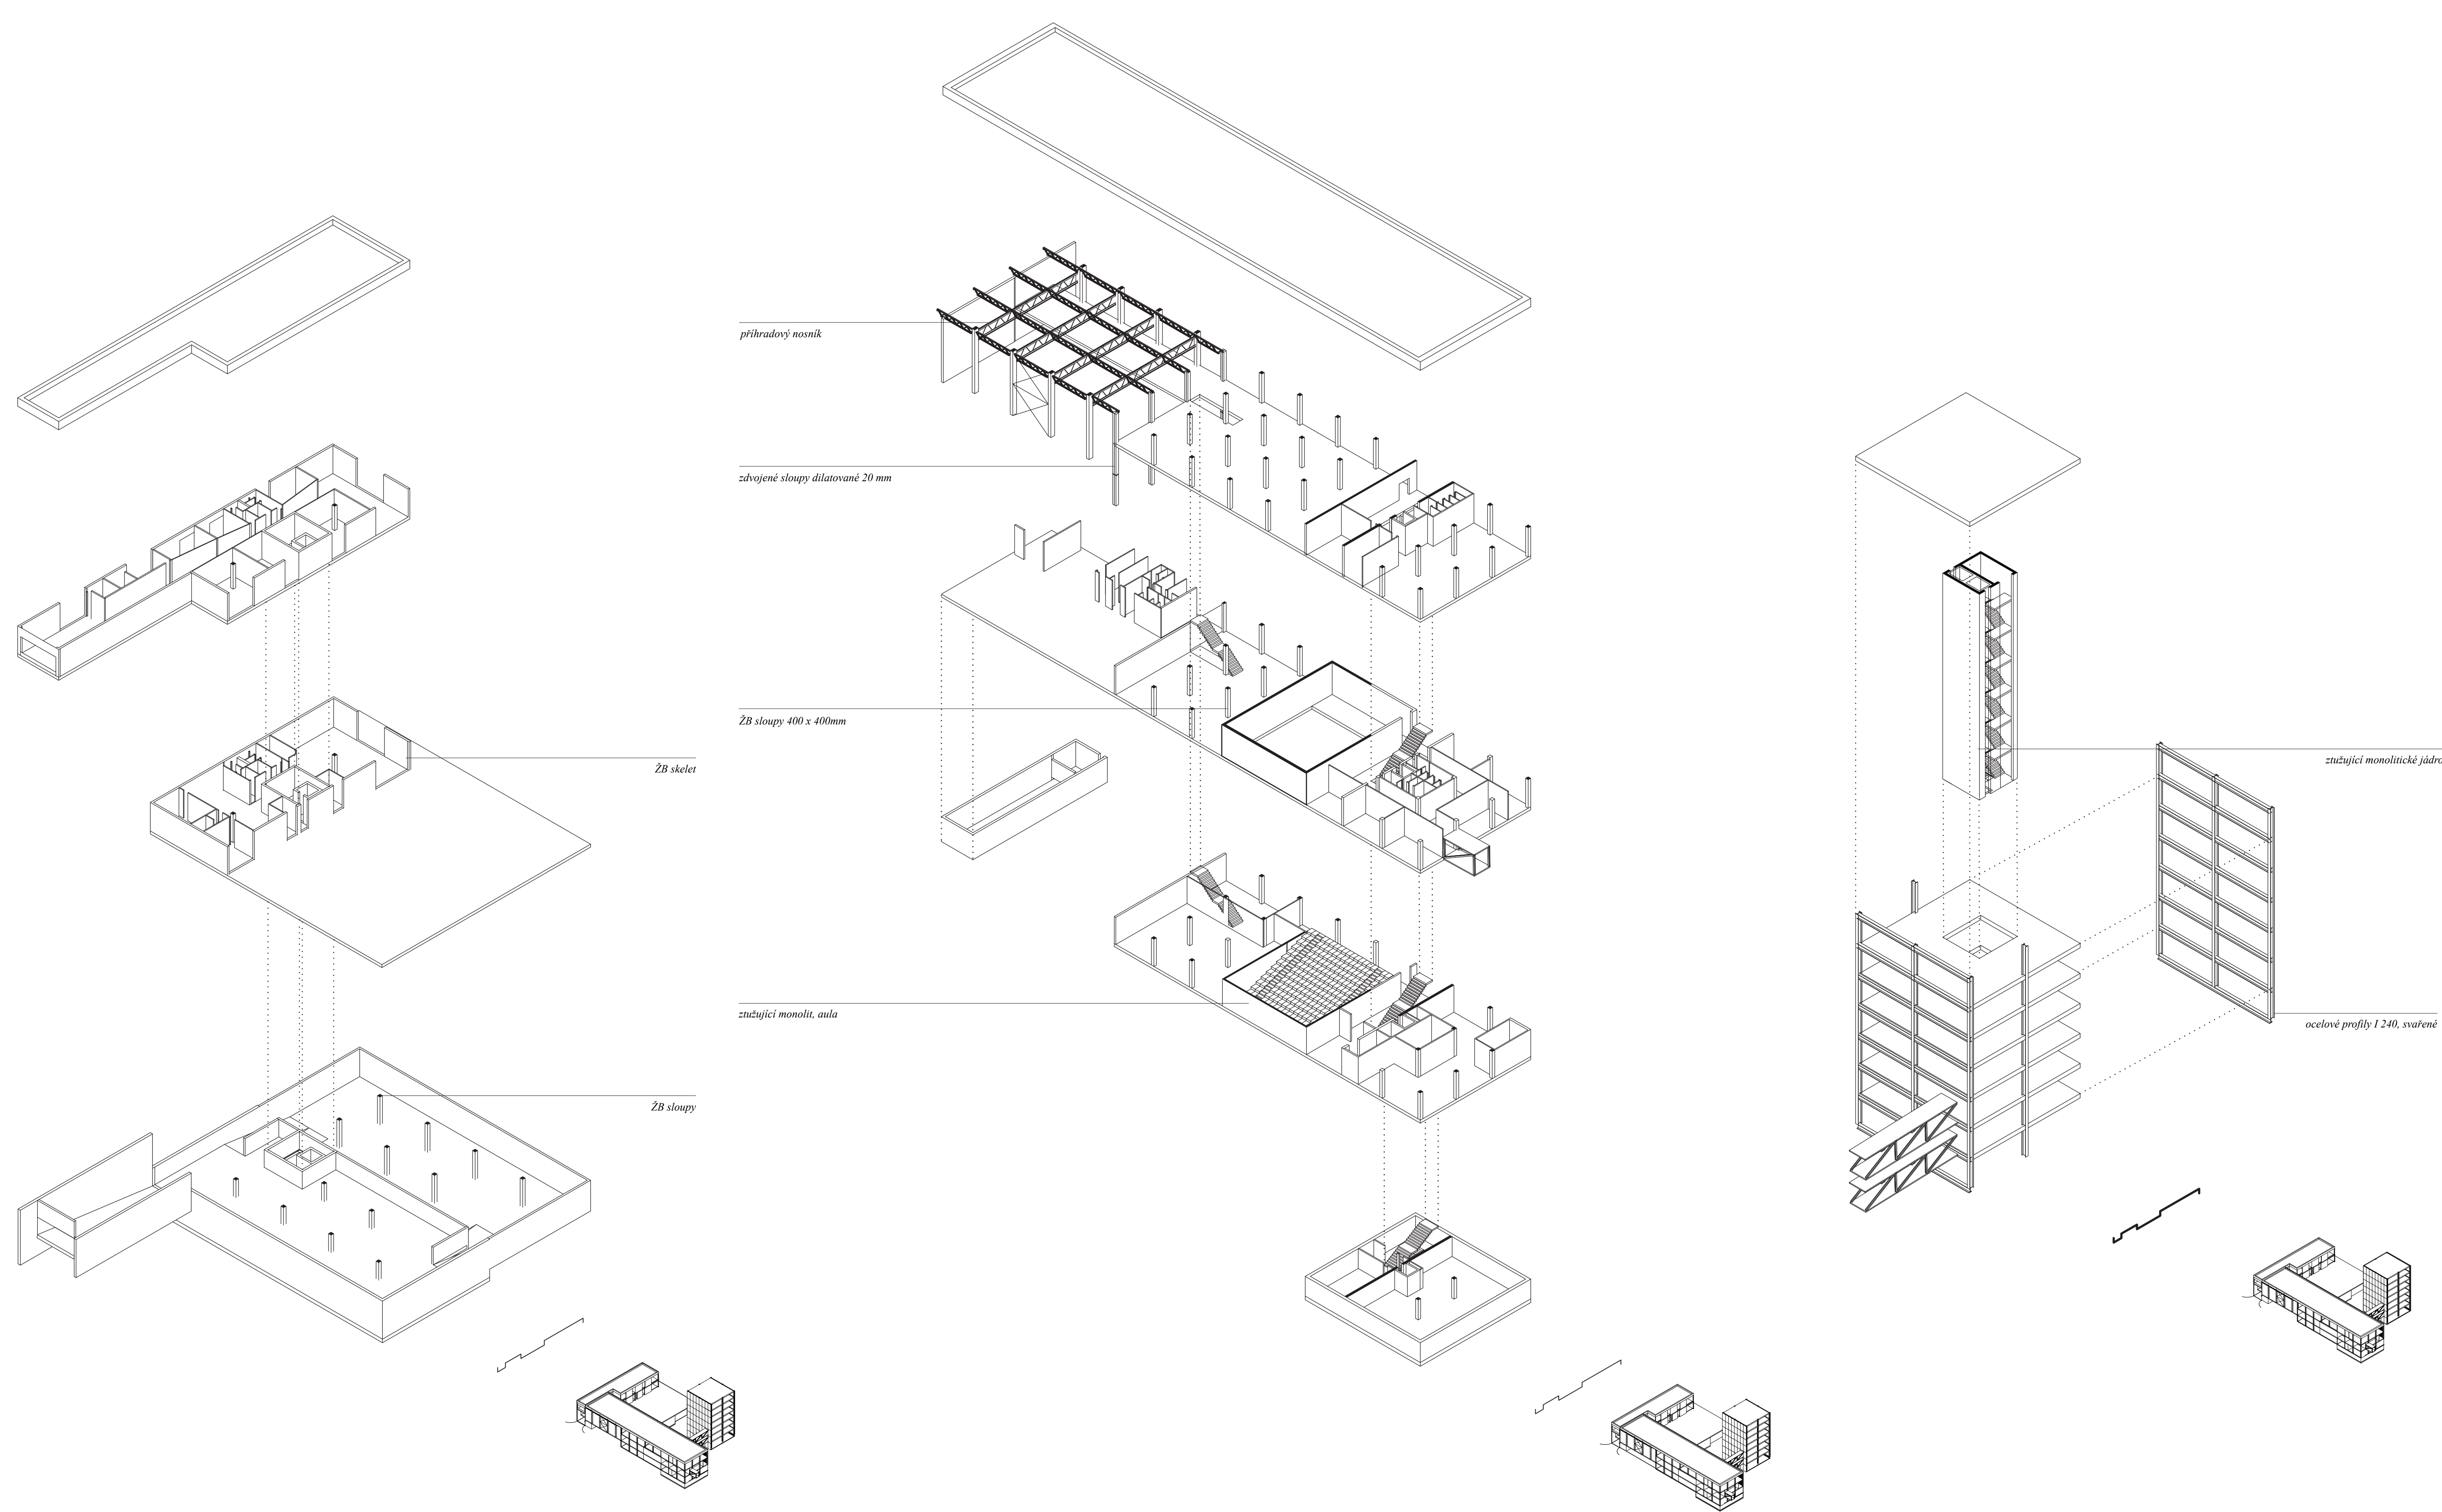 příhradový nosník
zdvojené sloupy dilatované 20 mm
ŽB sloupy 400 x 400mm
ŽB skelet
ztužující monolitické jádro
ztužující monolit, aula
ocelové profily I 240, svařené
ŽB sloupy